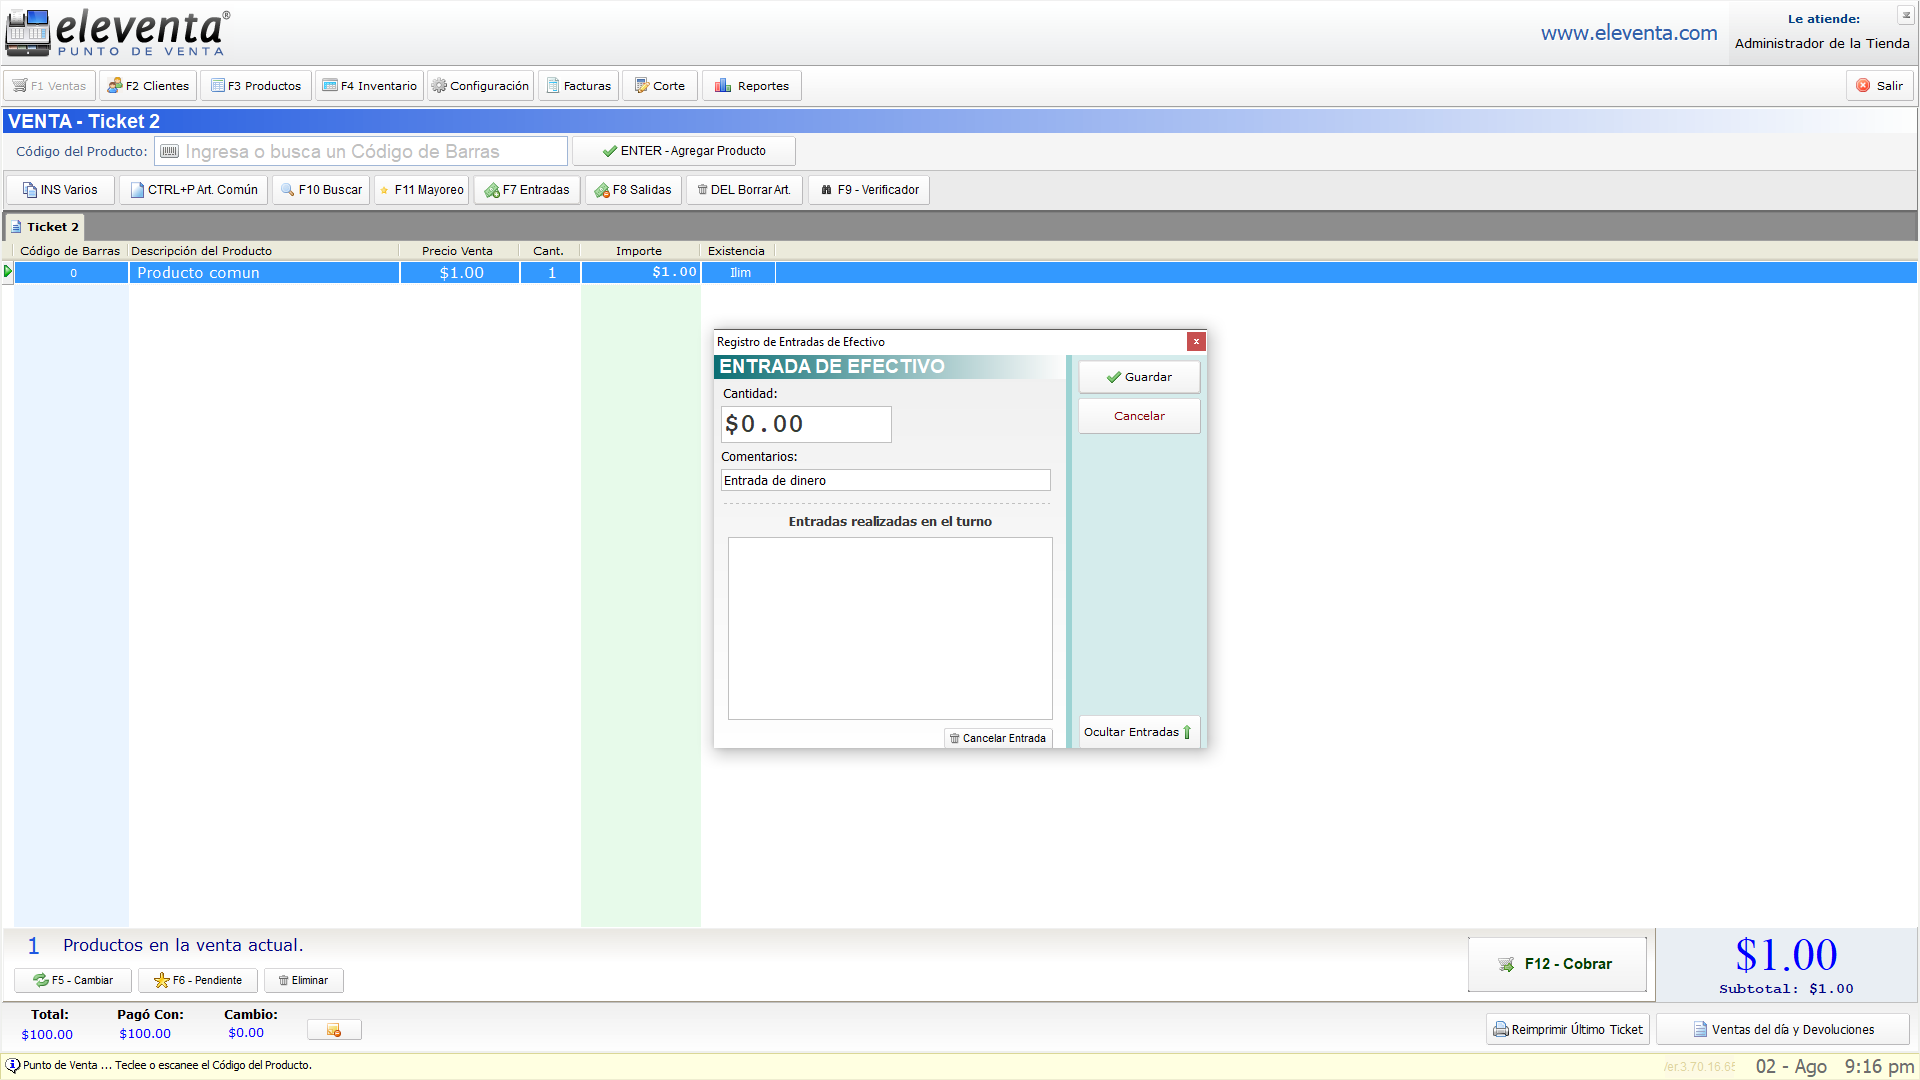 eleventa®
PUNTO DE VENTA
www.eleventa.com
Le atiende:
Administrador de la Tienda
F1 Ventas
F2 Clientes
F3 Productos
F4 Inventario
Configuración
Facturas
Corte
Reportes
Salir
VENTA - Ticket 2
Código del Producto:
Ingresa o busca un Código de Barras
ENTER - Agregar Producto
INS Varios
CTRL+P Art. Común
F10 Buscar
F11 Mayoreo
F7 Entradas
F8 Salidas
DEL Borrar Art.
F9 - Verificador
Ticket 2
Código de Barras Descripción del Producto Precio Venta Cant. Importe Existencia
0 Producto comun $1.00 1 $1.00 Ilim
Registro de Entradas de Efectivo
x
ENTRADA DE EFECTIVO
Cantidad:
$0.00
Comentarios:
Entrada de dinero
Entradas realizadas en el turno
Cancelar Entrada
Guardar
Cancelar
Ocultar Entradas
1 Productos en la venta actual.
F5 - Cambiar
F6 - Pendiente
Eliminar
F12 - Cobrar
$1.00
Subtotal: $1.00
Total: Pagó Con: Cambio:
$100.00 $100.00 $0.00
Reimprimir Último Ticket
Ventas del día y Devoluciones
Punto de Venta ... Teclee o escanee el Código del Producto.
02 - Ago 9:16 pm